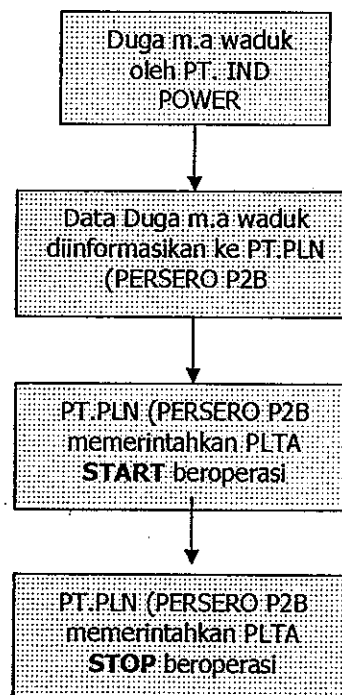 Duga m.a waduk
oleh PT. IND
POWER
Data Duga m.a waduk
diinformasikan ke PT.PLN
(PERSERO P2B
PT.PLN (PERSERO P2B
memerintahkan PLTA
START beroperasi
PT.PLN (PERSERO P2B
memerintahkan PLTA
STOP beroperasi